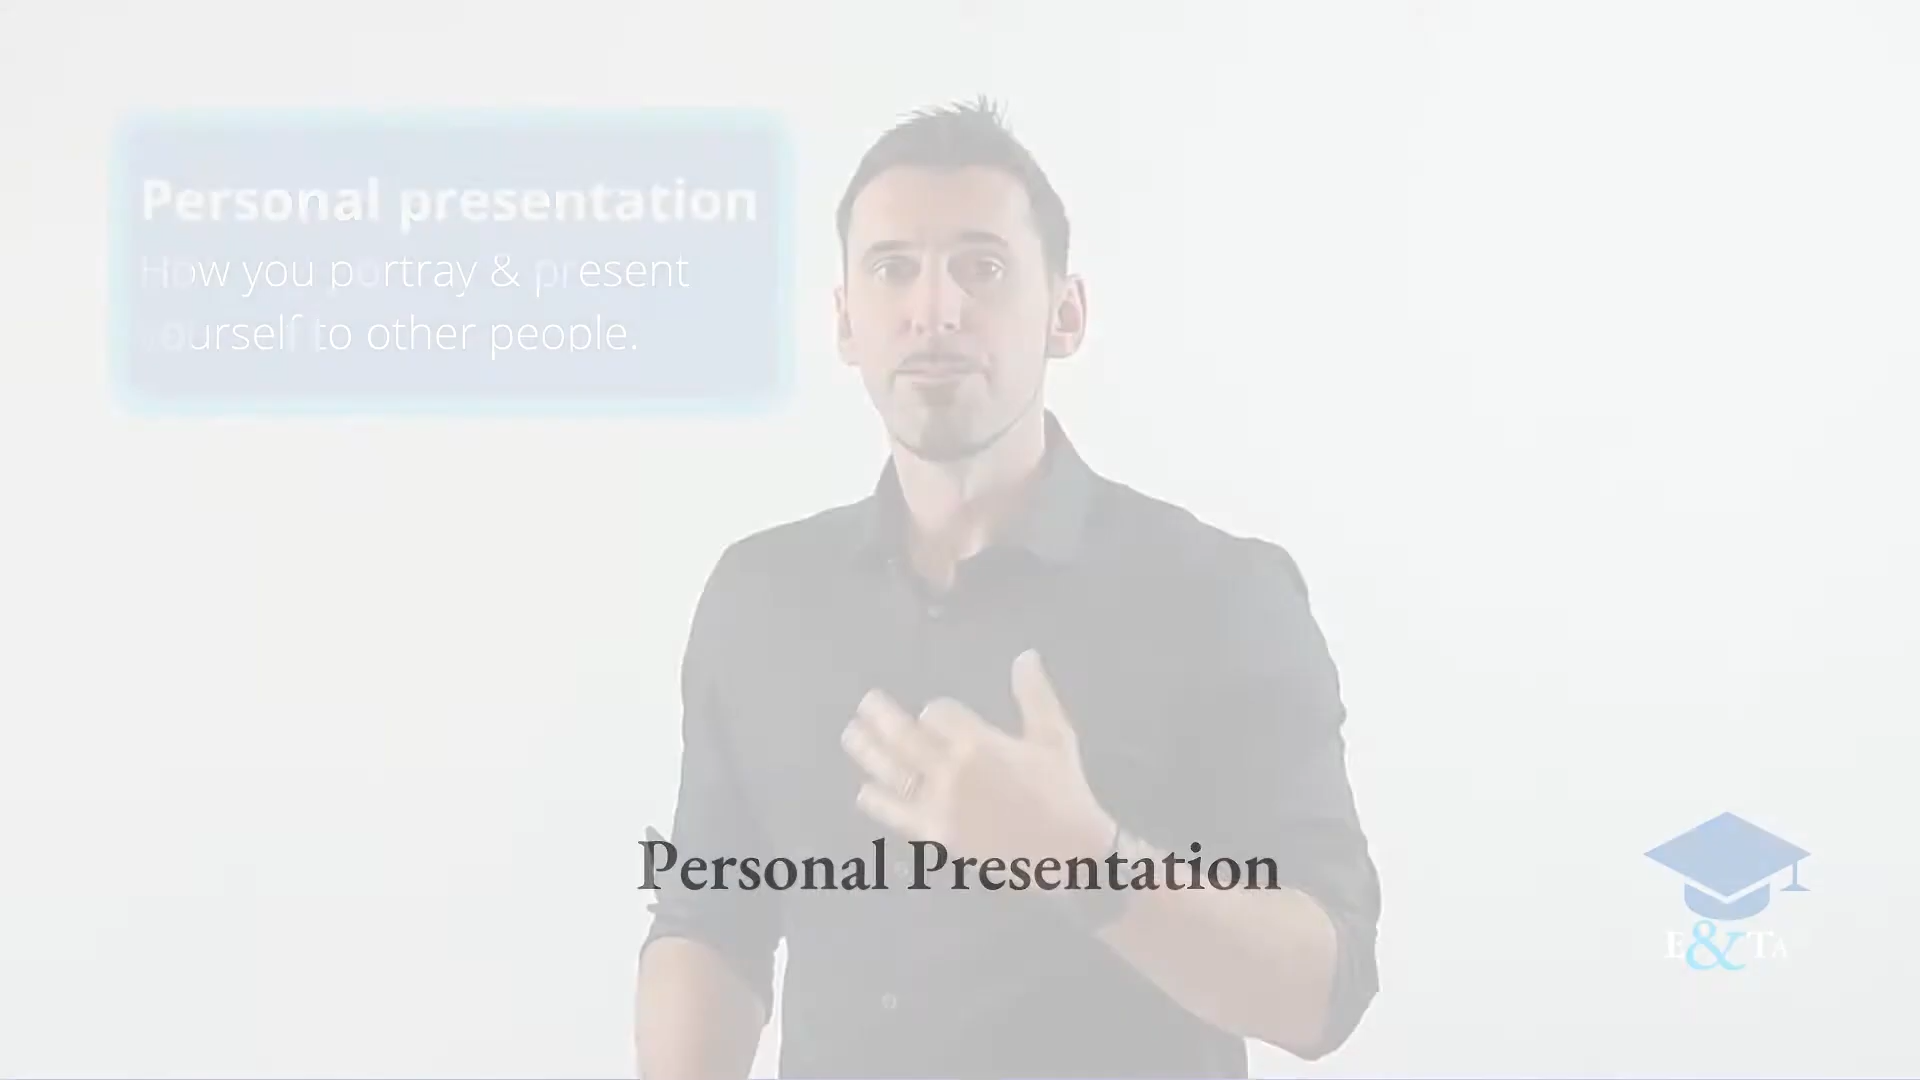 Personal presentation
How you portray & present
yourself to other people.
Personal Presentation
E&TA